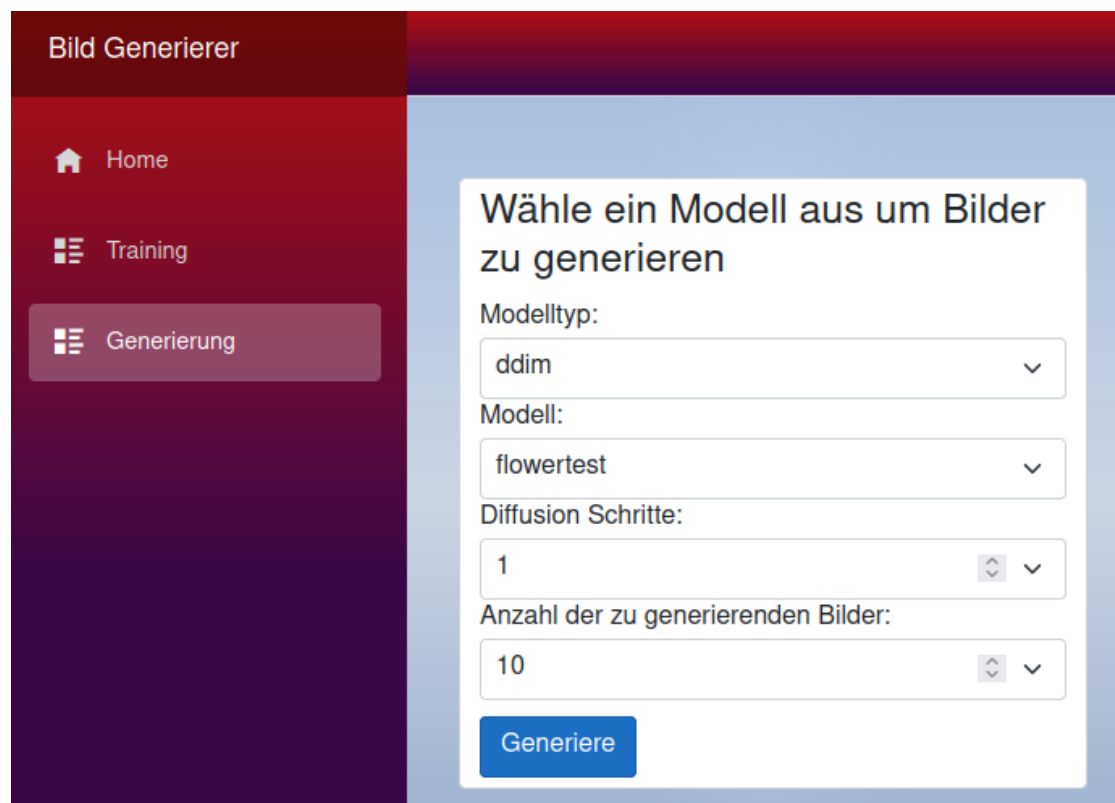 Bild Generierer
Home
Training
Generierung
Wähle ein Modell aus um Bilder
zu generieren
Modelltyp:
ddim
Modell:
flowertest
Diffusion Schritte:
1
Anzahl der zu generierenden Bilder:
10
Generiere